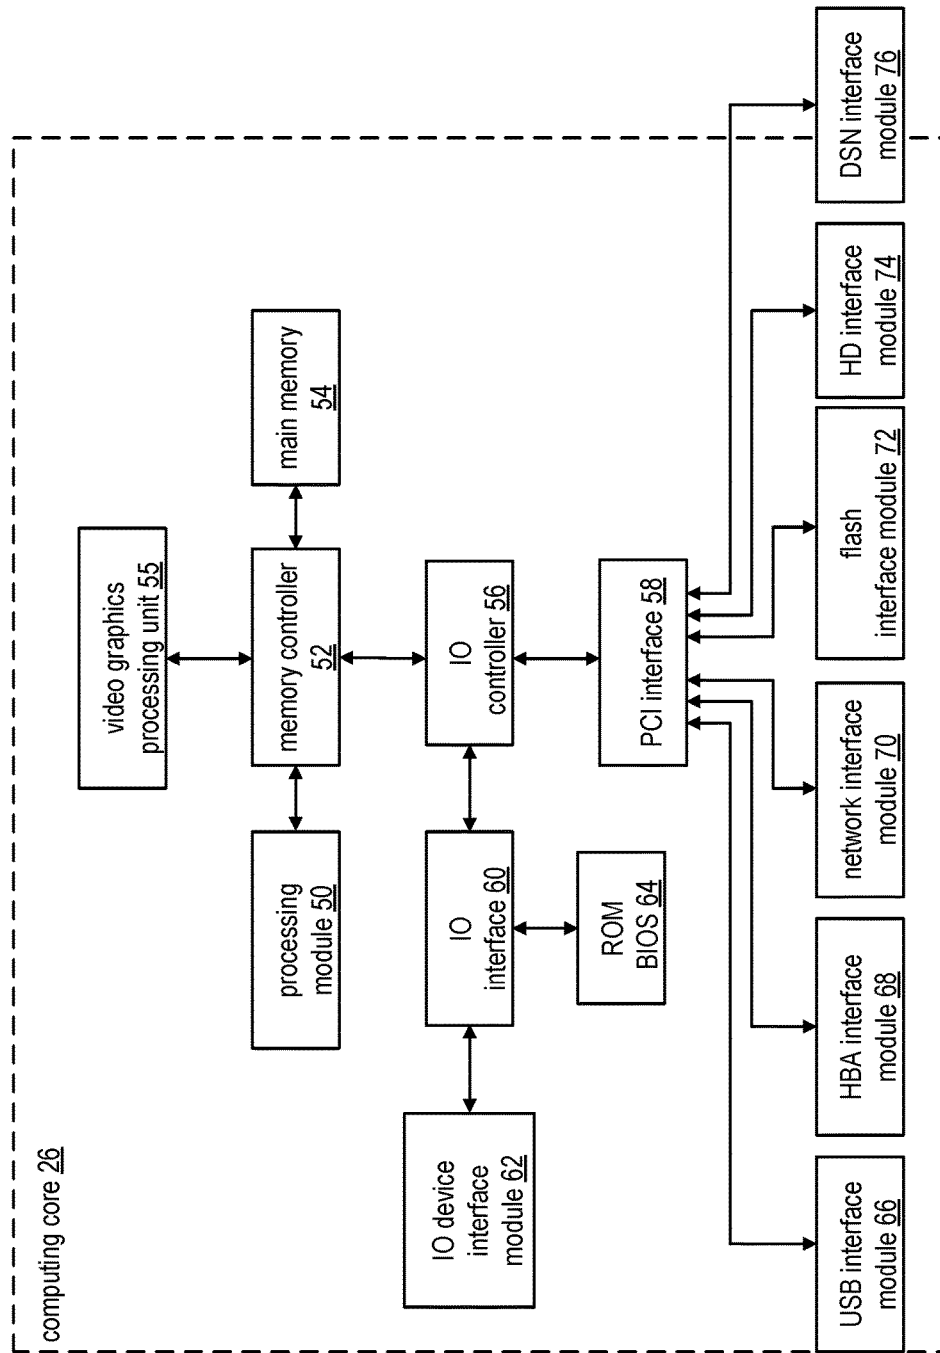 computing core 26
video graphics
processing unit 55
processing
module 50
memory controller
52
main memory
54
IO device
interface
module 62
IO
interface 60
IO
controller 56
ROM
BIOS 64
PCI interface 58
USB interface
module 66
HBA interface
module 68
network interface
module 70
flash
interface module 72
HD interface
module 74
DSN interface
module 76